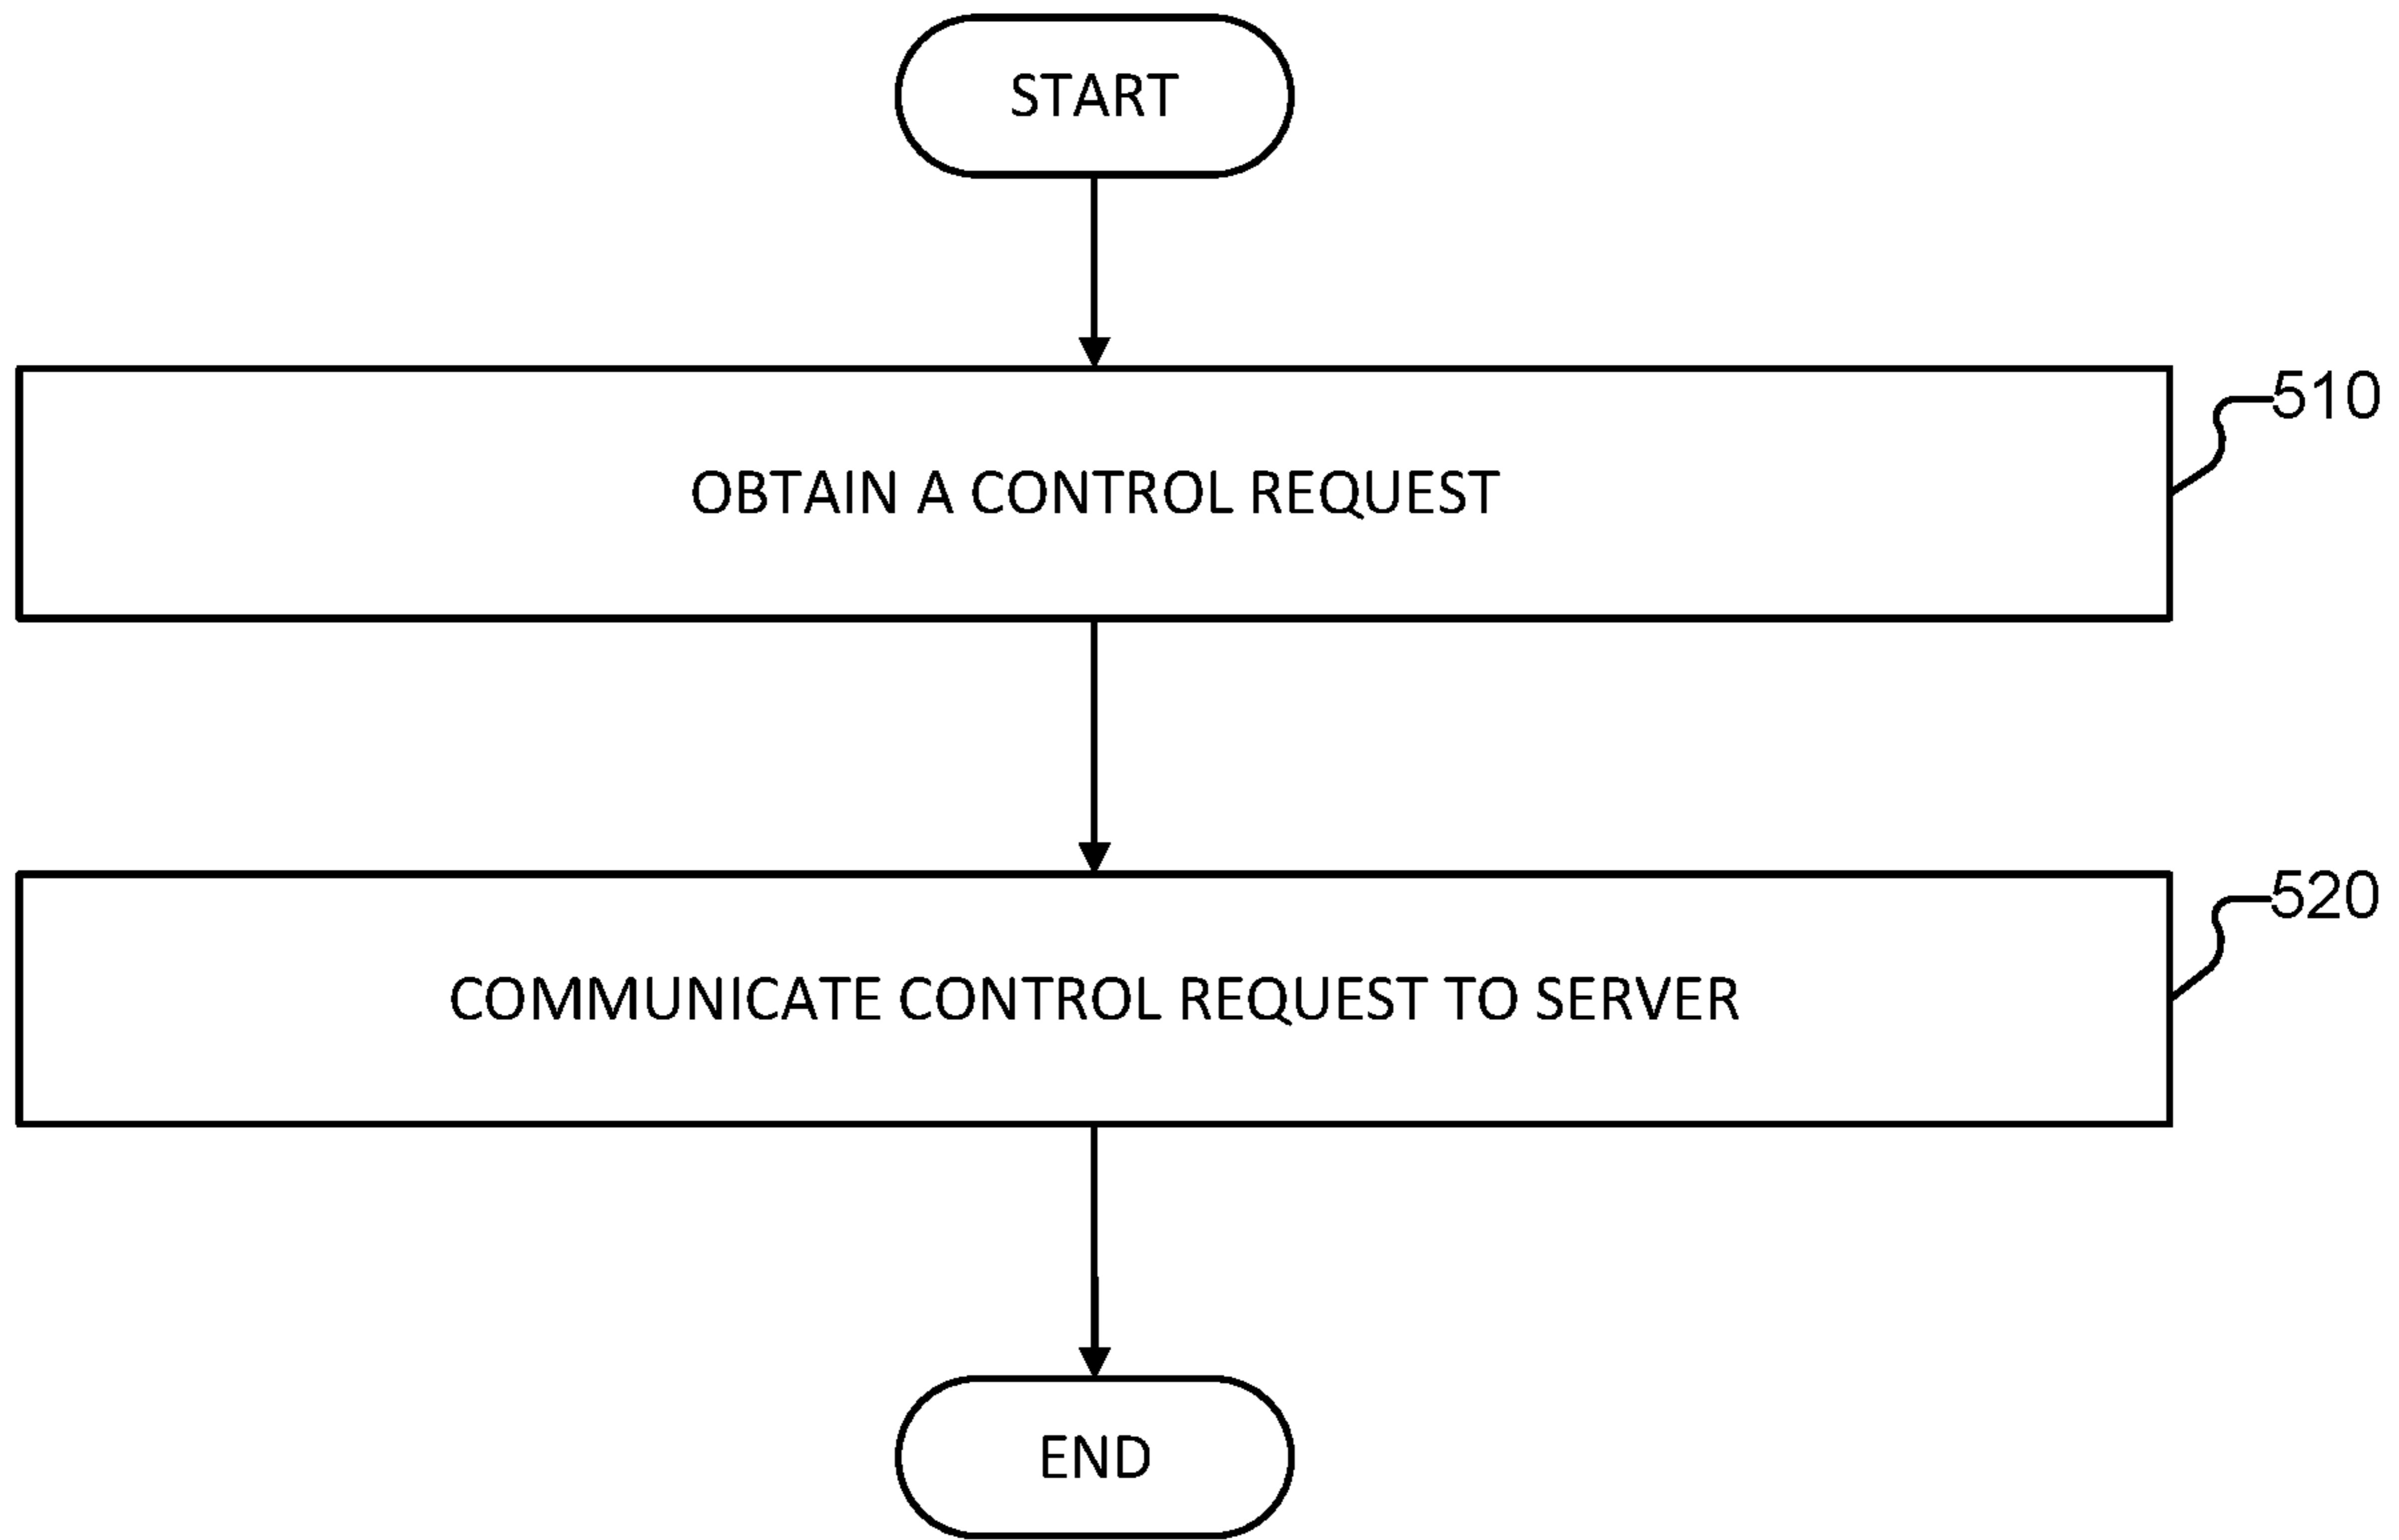 START
510
OBTAIN A CONTROL REQUEST
520
COMMUNICATE CONTROL REQUEST TO SERVER
END